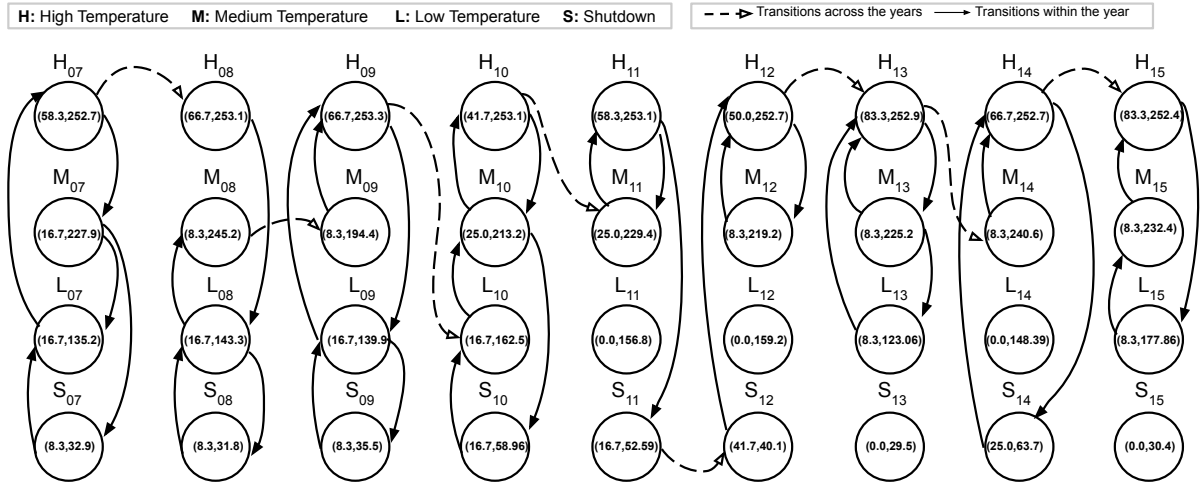 H: High Temperature M: Medium Temperature L: Low Temperature S: Shutdown
Transitions across the years Transitions within the year
H07 H08 H09 H10 H11 H12 H13 H14 H15
(58.3,252.7) (66.7,253.1) (66.7,253.3) (41.7,253.1) (58.3,253.1) (50.0,252.7) (83.3,252.9) (66.7,252.7) (83.3,252.4)
M07 M08 M09 M10 M11 M12 M13 M14 M15
(16.7,227.9) (8.3,245.2) (8.3,194.4) (25.0,213.2) (25.0,229.4) (8.3,219.2) (8.3,225.2 (8.3,240.6) (8.3,232.4)
L07 L08 L09 L10 L11 L12 L13 L14 L15
(16.7,135.2) (16.7,143.3) (16.7,139.9) (16.7,162.5) (0.0,156.8) (0.0,159.2) (8.3,123.06) (0.0,148.39) (8.3,177.86)
S07 S08 S09 S10 S11 S12 S13 S14 S15
(8.3,32.9) (8.3,31.8) (8.3,35.5) (16.7,58.96) (16.7,52.59) (41.7,40.1) (0.0,29.5) (25.0,63.7) (0.0,30.4)